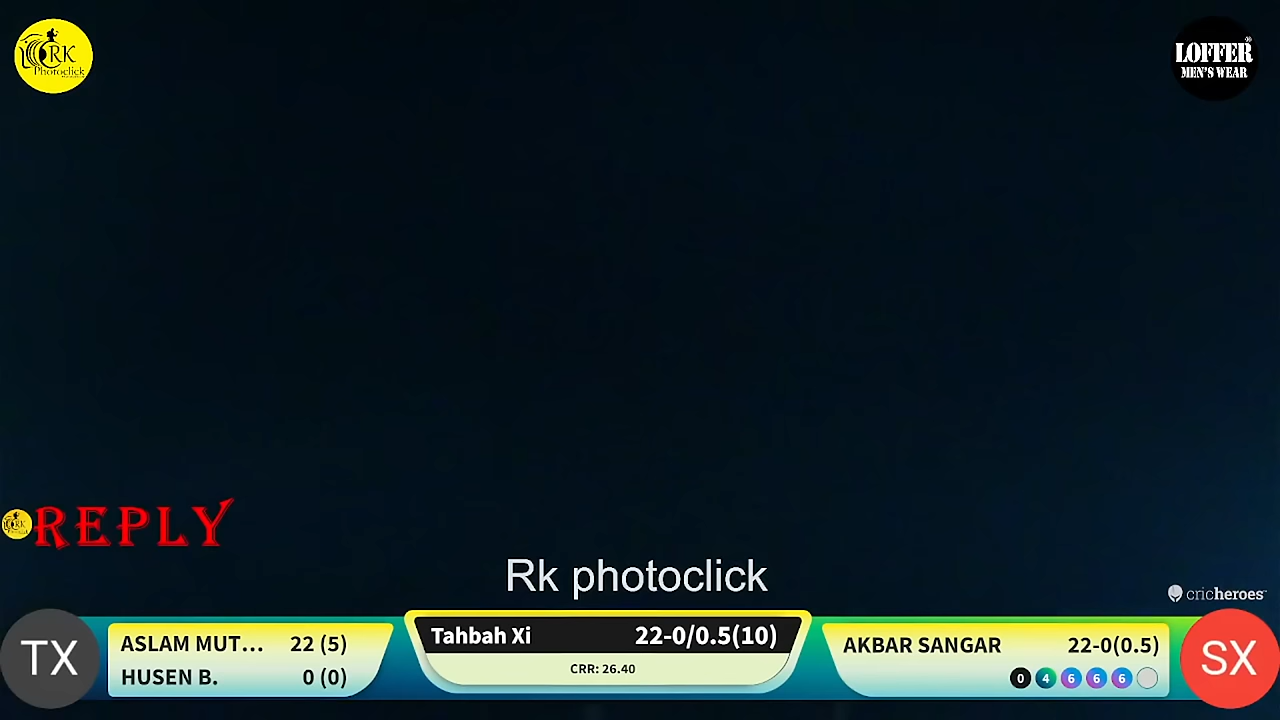 RK
Photoclick
LOFFER
MEN'S WEAR
REPLY
Rk photoclick
cricheroes
TX
ASLAM MUT... 22 (5)
HUSEN B. 0 (0)
Tahbah Xi 22-0/0.5(10)
CRR: 26.40
AKBAR SANGAR 22-0(0.5)
0 4 6 6 6
SX